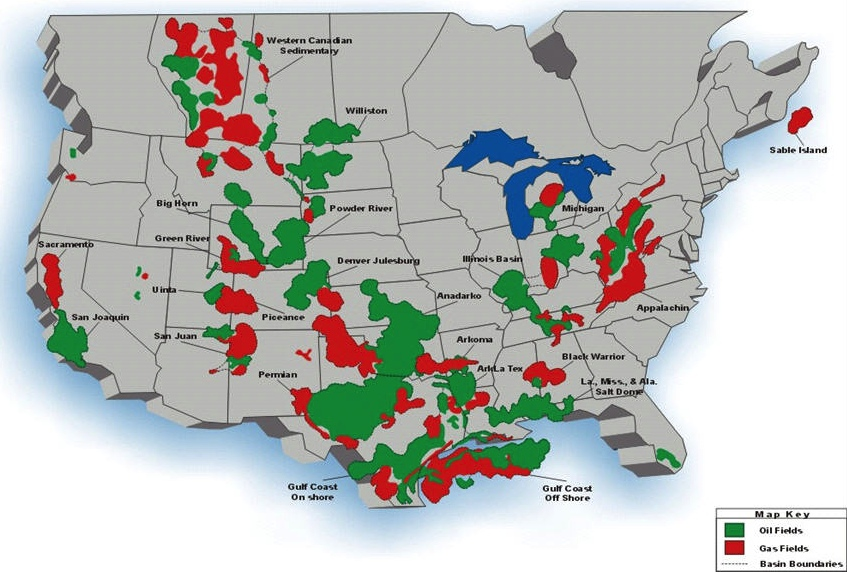 Western Canadian
Sedimentary
Williston
Sable Island
Big Horn
Powder River
Michigan
Green River
Sacramento
Denver Julesburg
Illinois Basin
Uinta
Anadarko
Appalachin
San Joaquin
Piceance
San Juan
Arkoma
Black Warrior
Permian
ArkLa Tex
La., Miss., & Ala.
Salt Dome
Gulf Coast
On shore
Gulf Coast
Off Shore
Map Key
Oil Fields
Gas Fields
Basin Boundaries